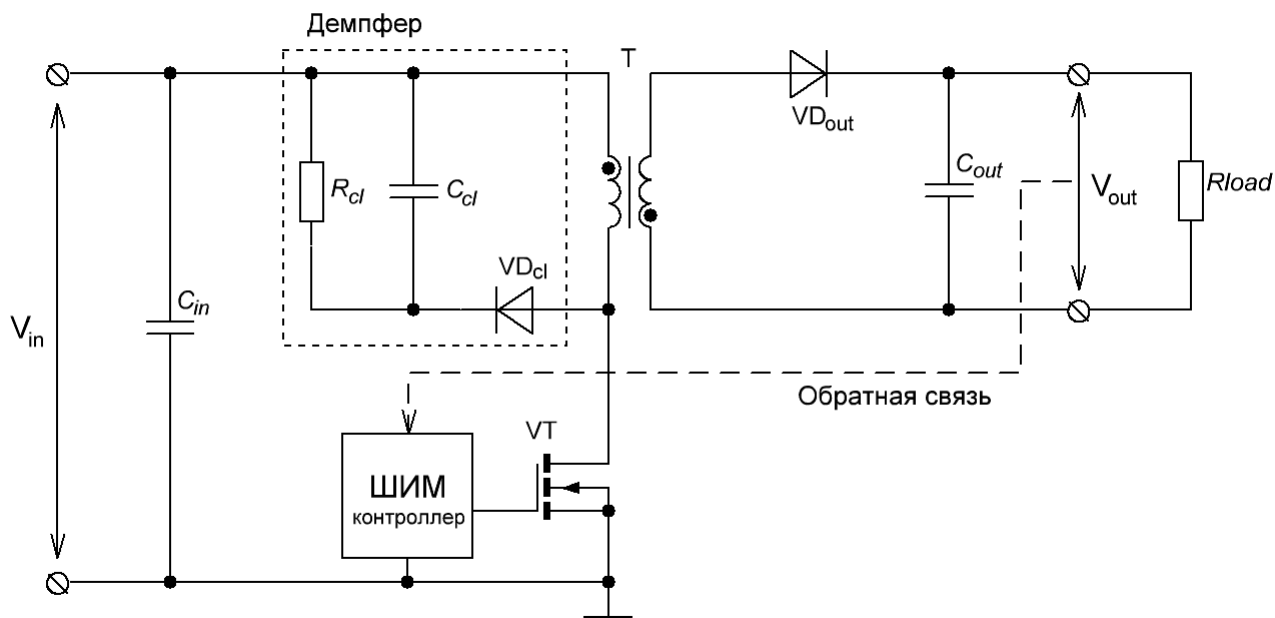 Демпфер
T
VDout
Rcl
Ccl
Cout
Vout
Rload
VDcl
Cin
Vin
Обратная связь
VT
ШИМ
контроллер